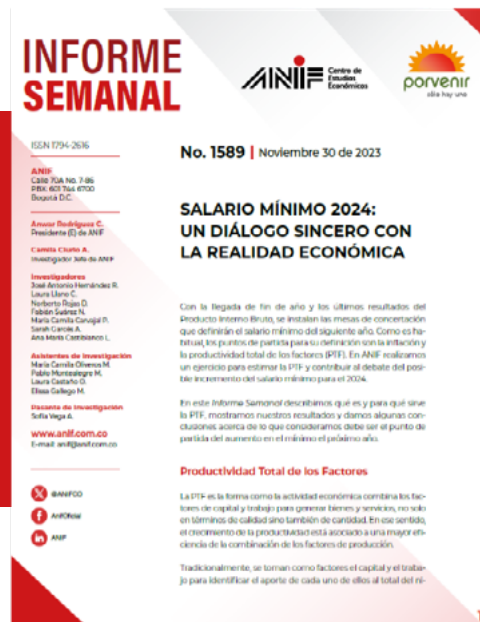 INFORME
SEMANAL
ANIF Centro de
Estudios
Económicos
porvenir
sólo hay uno
ISSN 1794-2616
ANIF
Calle 70A No. 7-86
PBX: 601 744 6700
Bogotá D.C.
Anwar Rodríguez C.
Presidente (E) de ANIF
Camila Ciurlo A.
Investigador Jefe de ANIF
Investigadores
José Antonio Hernández R.
Laura Llano C.
Norberto Rojas D.
Fabián Suárez N.
María Camila Carvajal P.
Sarah Garcés A.
Ana María Castiblanco L.
Asistentes de Investigación
María Camila Oliveros M.
Pablo Montealegre M.
Laura Castaño O.
Elissa Gallego M.
Pasante de Investigación
Sofía Vega A.
www.anif.com.co
E-mail: anif@anif.com.co
@ANIFCO
AnifOficial
ANIF
No. 1589 | Noviembre 30 de 2023
SALARIO MÍNIMO 2024:
UN DIÁLOGO SINCERO CON
LA REALIDAD ECONÓMICA
Con la llegada de fin de año y los últimos resultados del
Producto Interno Bruto, se instalan las mesas de concertación
que definirán el salario mínimo del siguiente año. Como es ha-
bitual, los puntos de partida para su definición son la inflación y
la productividad total de los factores (PTF). En ANIF realizamos
un ejercicio para estimar la PTF y contribuir al debate del posi-
ble incremento del salario mínimo para el 2024.
En este Informe Semanal describimos qué es y para qué sirve
la PTF, mostramos nuestros resultados y damos algunas con-
clusiones acerca de lo que consideramos debe ser el punto de
partida del aumento en el mínimo el próximo año.
Productividad Total de los Factores
La PTF es la forma como la actividad económica combina los fac-
tores de capital y trabajo para generar bienes y servicios, no solo
en términos de calidad sino también de cantidad. En ese sentido,
el crecimiento de la productividad está asociado a una mayor efi-
ciencia de la combinación de los factores de producción.
Tradicionalmente, se toman como factores el capital y el traba-
jo para identificar el aporte de cada uno de ellos al total del ni-
1